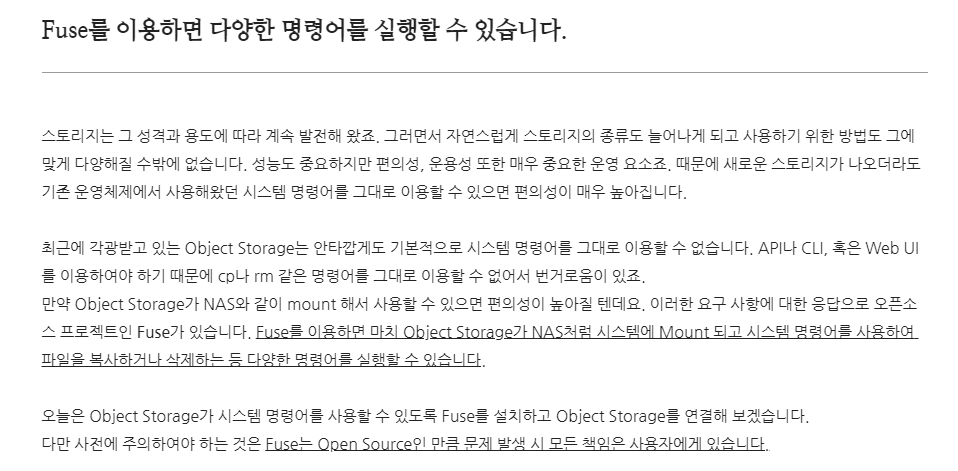 Fuse를 이용하면 다양한 명령어를 실행할 수 있습니다.
스토리지는 그 성격과 용도에 따라 계속 발전해 왔죠. 그러면서 자연스럽게 스토리지의 종류도 늘어나게 되고 사용하기 위한 방법도 그에
맞게 다양해질 수밖에 없습니다. 성능도 중요하지만 편의성, 운용성 또한 매우 중요한 운영 요소죠. 때문에 새로운 스토리지가 나오더라도
기존 운영체제에서 사용해왔던 시스템 명령어를 그대로 이용할 수 있으면 편의성이 매우 높아집니다.
최근에 각광받고 있는 Object Storage는 안타깝게도 기본적으로 시스템 명령어를 그대로 이용할 수 없습니다. API나 CLI, 혹은 Web UI
를 이용하여야 하기 때문에 cp나 rm 같은 명령어를 그대로 이용할 수 없어서 번거로움이 있죠.
만약 Object Storage가 NAS와 같이 mount 해서 사용할 수 있으면 편의성이 높아질 텐데요. 이러한 요구 사항에 대한 응답으로 오픈소
스 프로젝트인 Fuse가 있습니다. Fuse를 이용하면 마치 Object Storage가 NAS처럼 시스템에 Mount 되고 시스템 명령어를 사용하여
파일을 복사하거나 삭제하는 등 다양한 명령어를 실행할 수 있습니다.
오늘은 Object Storage가 시스템 명령어를 사용할 수 있도록 Fuse를 설치하고 Object Storage를 연결해 보겠습니다.
다만 사전에 주의하여야 하는 것은 Fuse는 Open Source인 만큼 문제 발생 시 모든 책임은 사용자에게 있습니다.